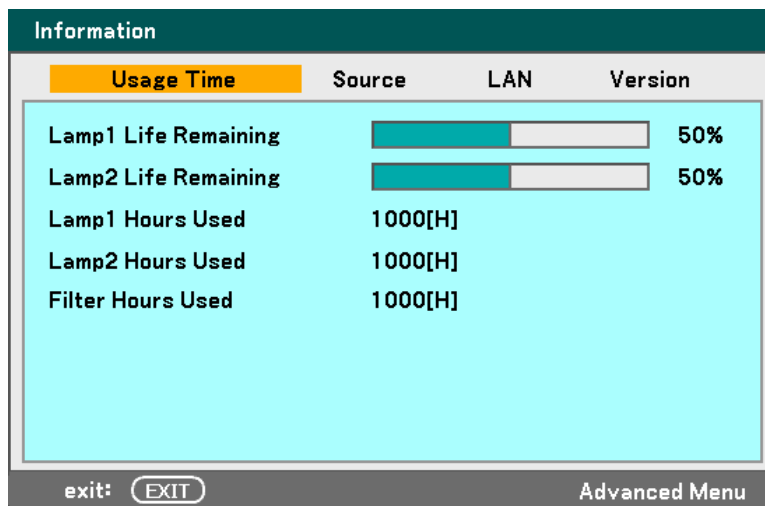 Information
Usage Time Source LAN Version
Lamp1 Life Remaining 50%
Lamp2 Life Remaining 50%
Lamp1 Hours Used 1000[H]
Lamp2 Hours Used 1000[H]
Filter Hours Used 1000[H]
exit: EXIT Advanced Menu